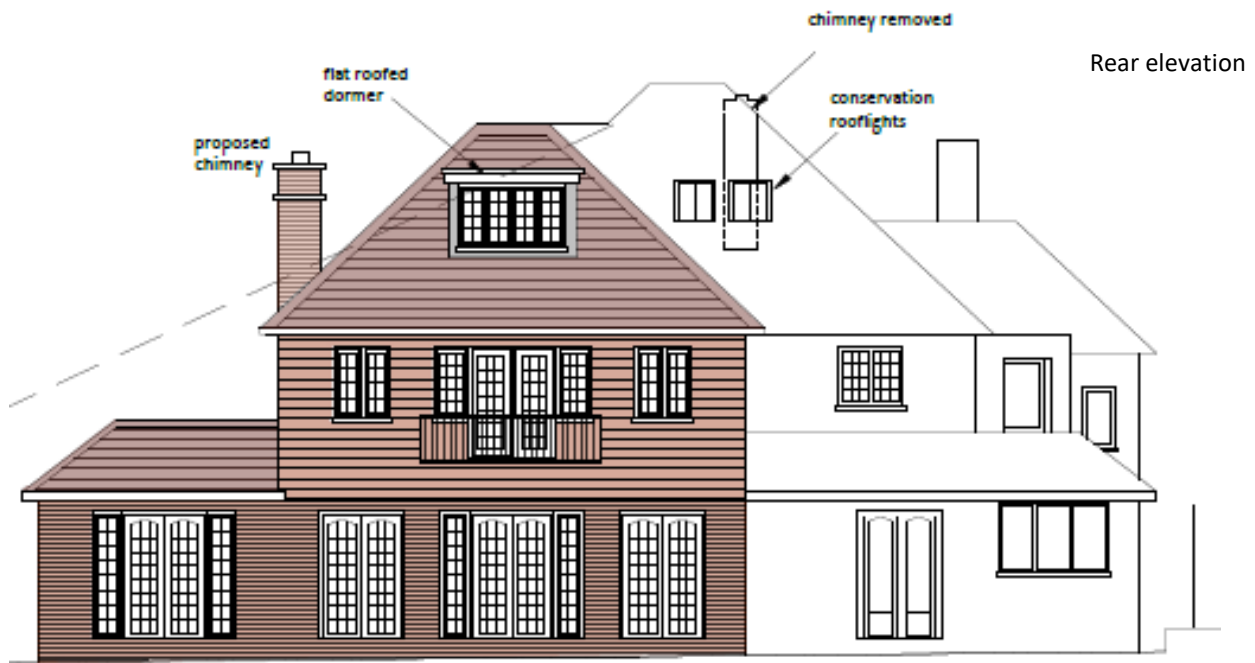 chimney removed
Rear elevation
flat roofed
dormer
conservation
rooflights
proposed
chimney